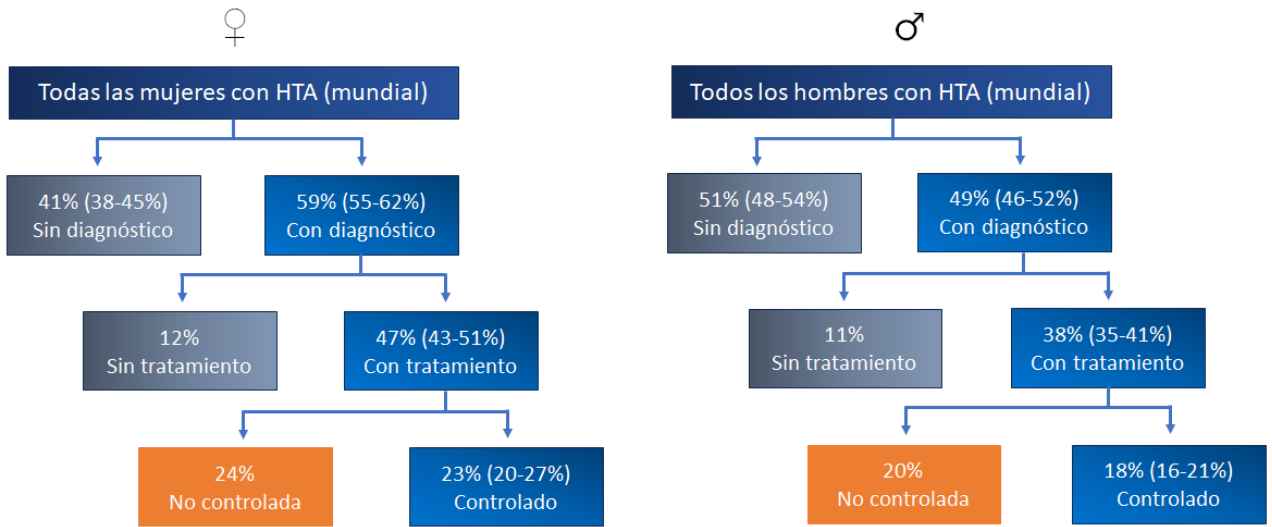 ♀
Todas las mujeres con HTA (mundial)
41% (38-45%)
Sin diagnóstico
59% (55-62%)
Con diagnóstico
12%
Sin tratamiento
47% (43-51%)
Con tratamiento
24%
No controlada
23% (20-27%)
Controlado
♂
Todos los hombres con HTA (mundial)
51% (48-54%)
Sin diagnóstico
49% (46-52%)
Con diagnóstico
11%
Sin tratamiento
38% (35-41%)
Con tratamiento
20%
No controlada
18% (16-21%)
Controlado